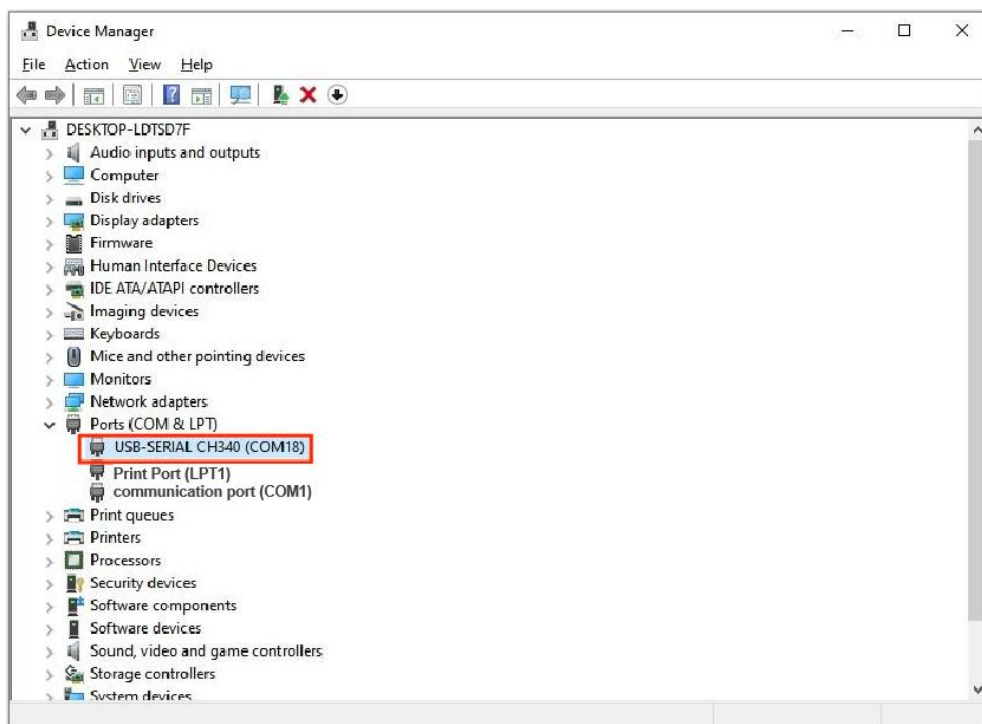 Device Manager
File Action View Help
DESKTOP-LDTSD7F
Audio inputs and outputs
Computer
Disk drives
Display adapters
Firmware
Human Interface Devices
IDE ATA/ATAPI controllers
Imaging devices
Keyboards
Mice and other pointing devices
Monitors
Network adapters
Ports (COM & LPT)
USB-SERIAL CH340 (COM18)
Print Port (LPT1)
communication port (COM1)
Print queues
Printers
Processors
Security devices
Software components
Software devices
Sound, video and game controllers
Storage controllers
System devices